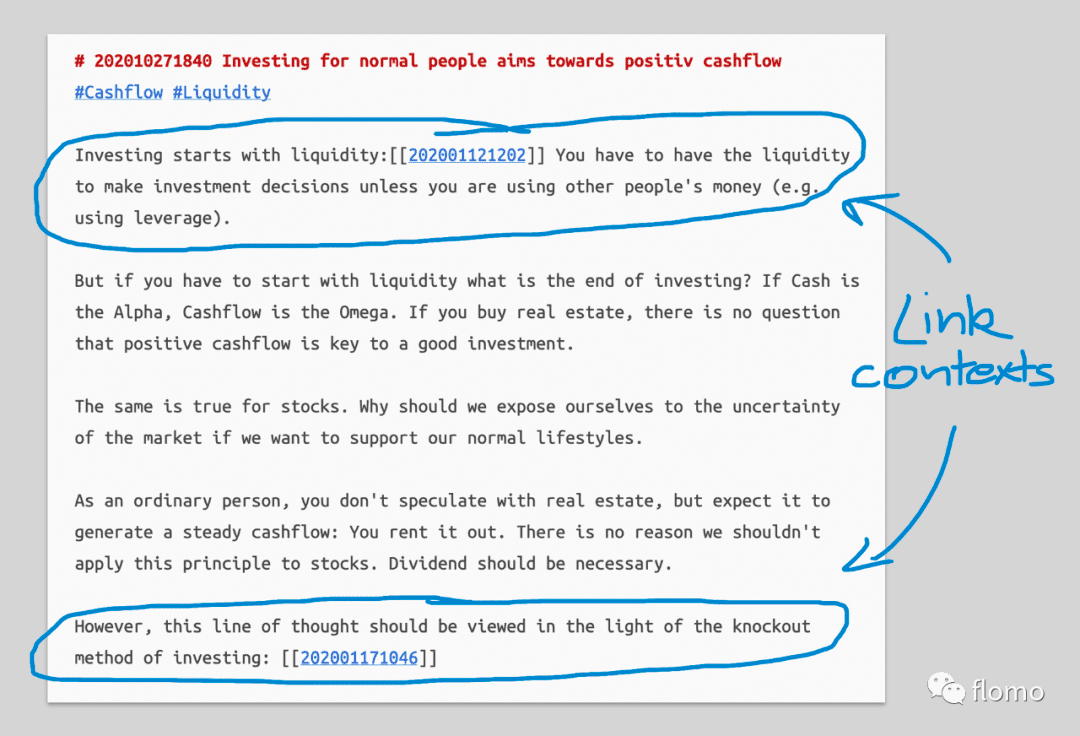 # 202010271840 Investing for normal people aims towards positiv cashflow
#Cashflow #Liquidity
Investing starts with liquidity:[[202001121202]] You have to have the liquidity
to make investment decisions unless you are using other people's money (e.g.
using leverage).
But if you have to start with liquidity what is the end of investing? If Cash is
the Alpha, Cashflow is the Omega. If you buy real estate, there is no question
that positive cashflow is key to a good investment.
The same is true for stocks. Why should we expose ourselves to the uncertainty
of the market if we want to support our normal lifestyles.
As an ordinary person, you don't speculate with real estate, but expect it to
generate a steady cashflow: You rent it out. There is no reason we shouldn't
apply this principle to stocks. Dividend should be necessary.
However, this line of thought should be viewed in the light of the knockout
method of investing: [[202001171046]]
Link
contexts
flomo